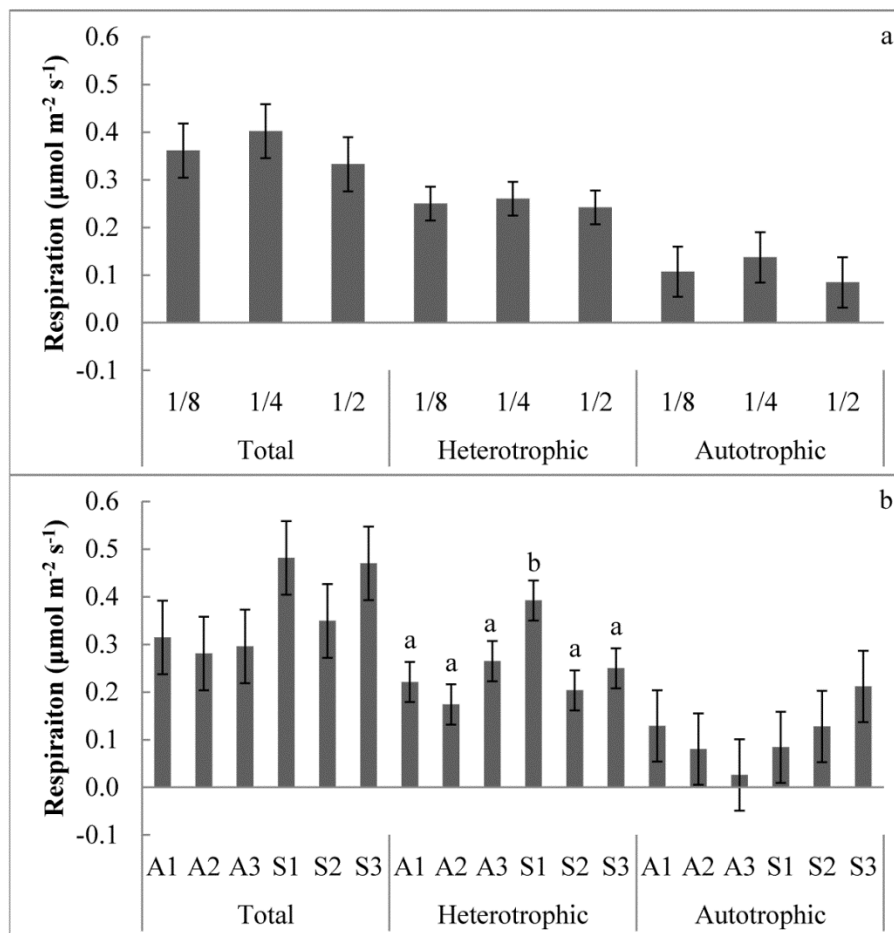 a
Respiration (µmol m⁻² s⁻¹)
0.6
0.5
0.4
0.3
0.2
0.1
0.0
-0.1
1/8 1/4 1/2 1/8 1/4 1/2 1/8 1/4 1/2
Total Heterotrophic Autotrophic
b
Respiraiton (µmol m⁻² s⁻¹)
0.6
0.5
0.4
0.3
0.2
0.1
0.0
-0.1
a a a b a a
A1 A2 A3 S1 S2 S3 A1 A2 A3 S1 S2 S3 A1 A2 A3 S1 S2 S3
Total Heterotrophic Autotrophic